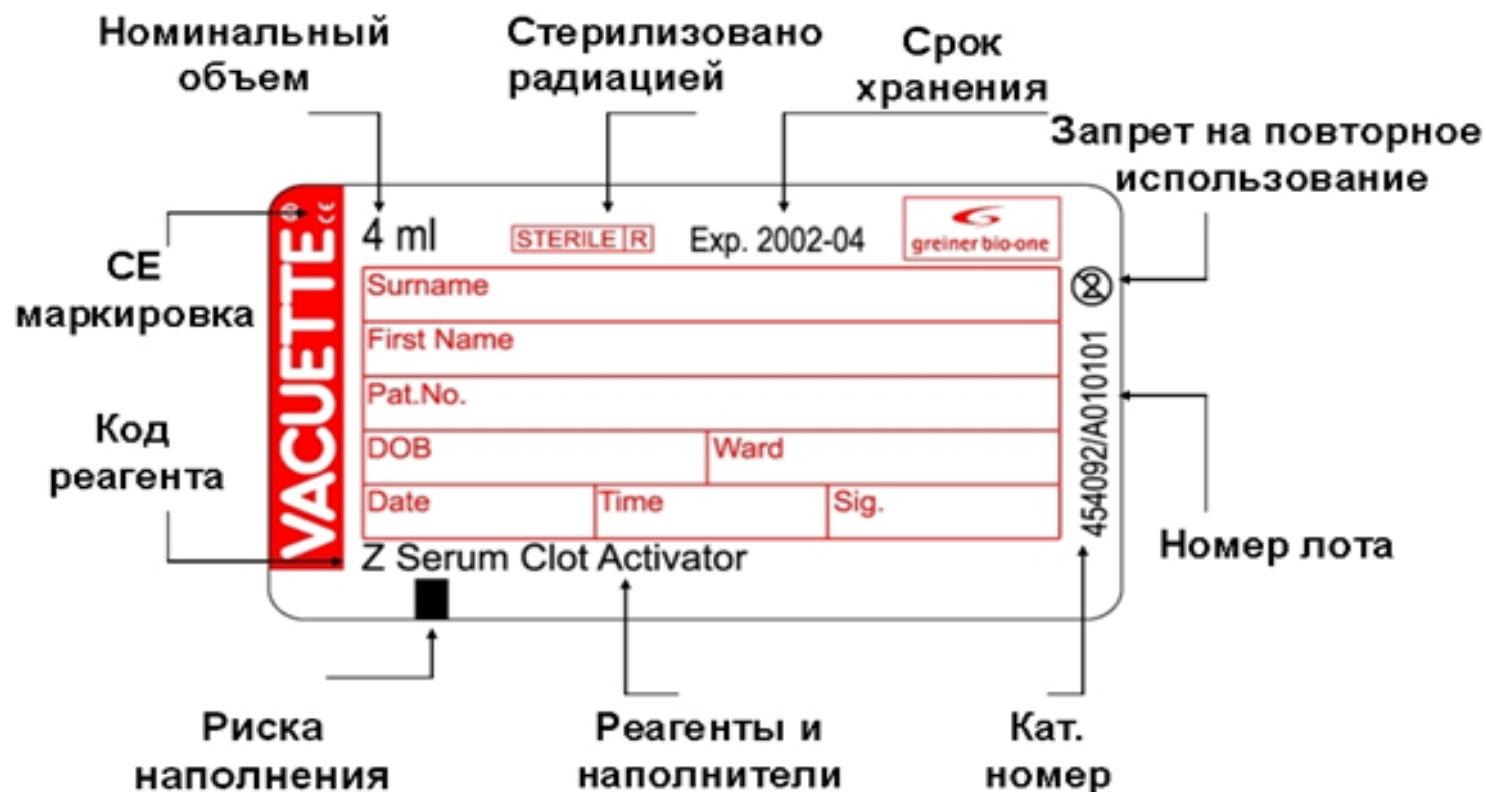 Номинальный
объем
Стерилизовано
радиацией
Срок
хранения
Запрет на повторное
использование
CE
маркировка
Код
реагента
VACUETTE
4 ml
STERILE R
Exp. 2002-04
greiner bio-one
Surname
First Name
Pat.No.
DOB
Ward
Date
Time
Sig.
Z Serum Clot Activator
2
454092/A010101
Номер лота
Риска
наполнения
Реагенты и
наполнители
Кат.
номер